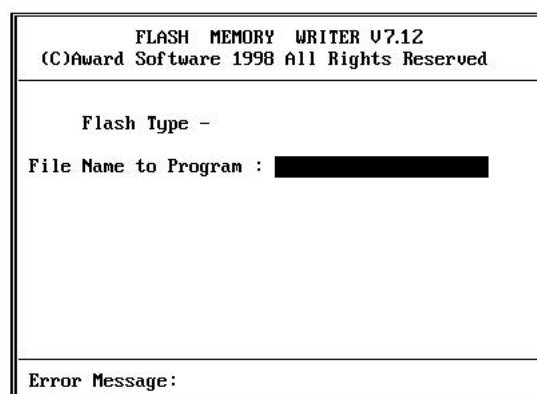 FLASH MEMORY WRITER V7.12
(C)Award Software 1998 All Rights Reserved
Flash Type -
File Name to Program :
Error Message: